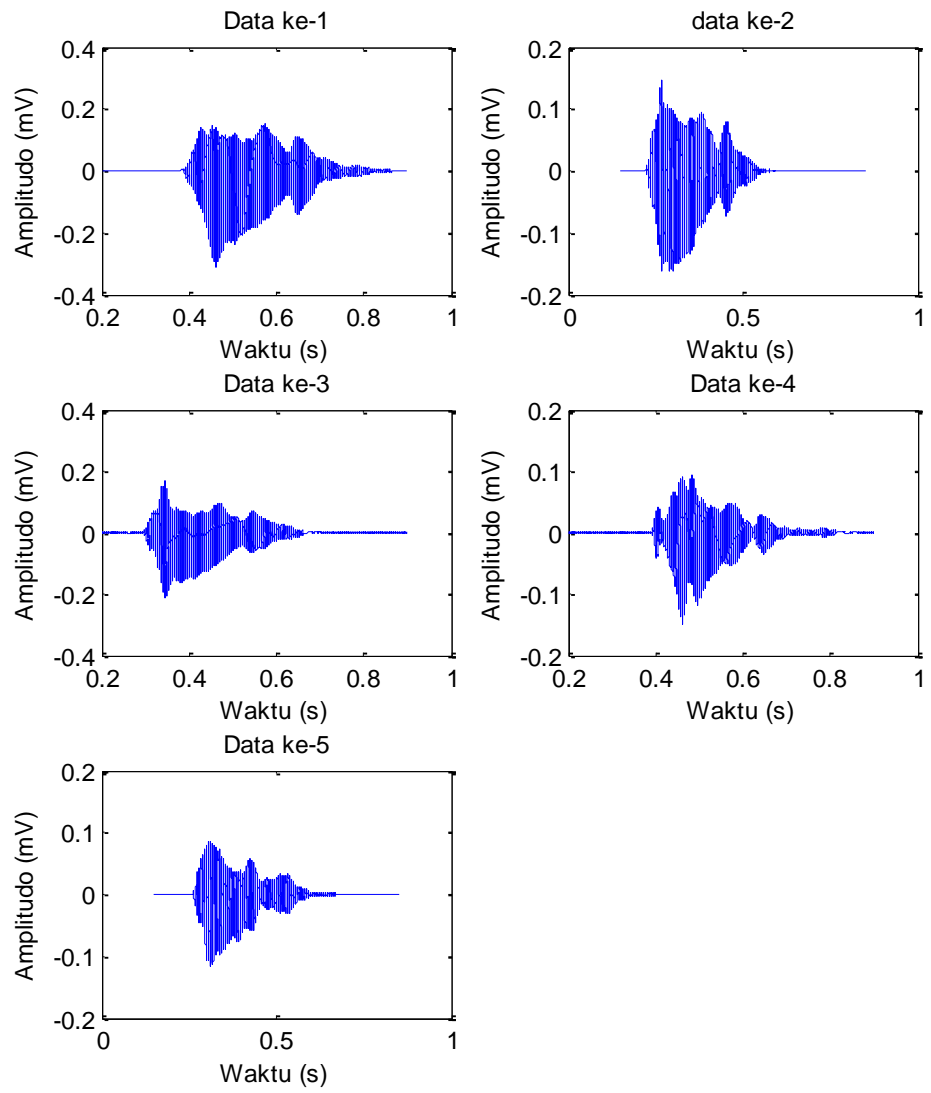 Data ke-1
0.4
0.2
0
-0.2
-0.4
0.2 0.4 0.6 0.8 1
Amplitudo (mV)
Waktu (s)
data ke-2
0.2
0.1
0
-0.1
-0.2
0 0.5 1
Amplitudo (mV)
Waktu (s)
Data ke-3
0.4
0.2
0
-0.2
-0.4
0.2 0.4 0.6 0.8 1
Amplitudo (mV)
Waktu (s)
Data ke-4
0.2
0.1
0
-0.1
-0.2
0.2 0.4 0.6 0.8 1
Amplitudo (mV)
Waktu (s)
Data ke-5
0.2
0.1
0
-0.1
-0.2
0 0.5 1
Amplitudo (mV)
Waktu (s)